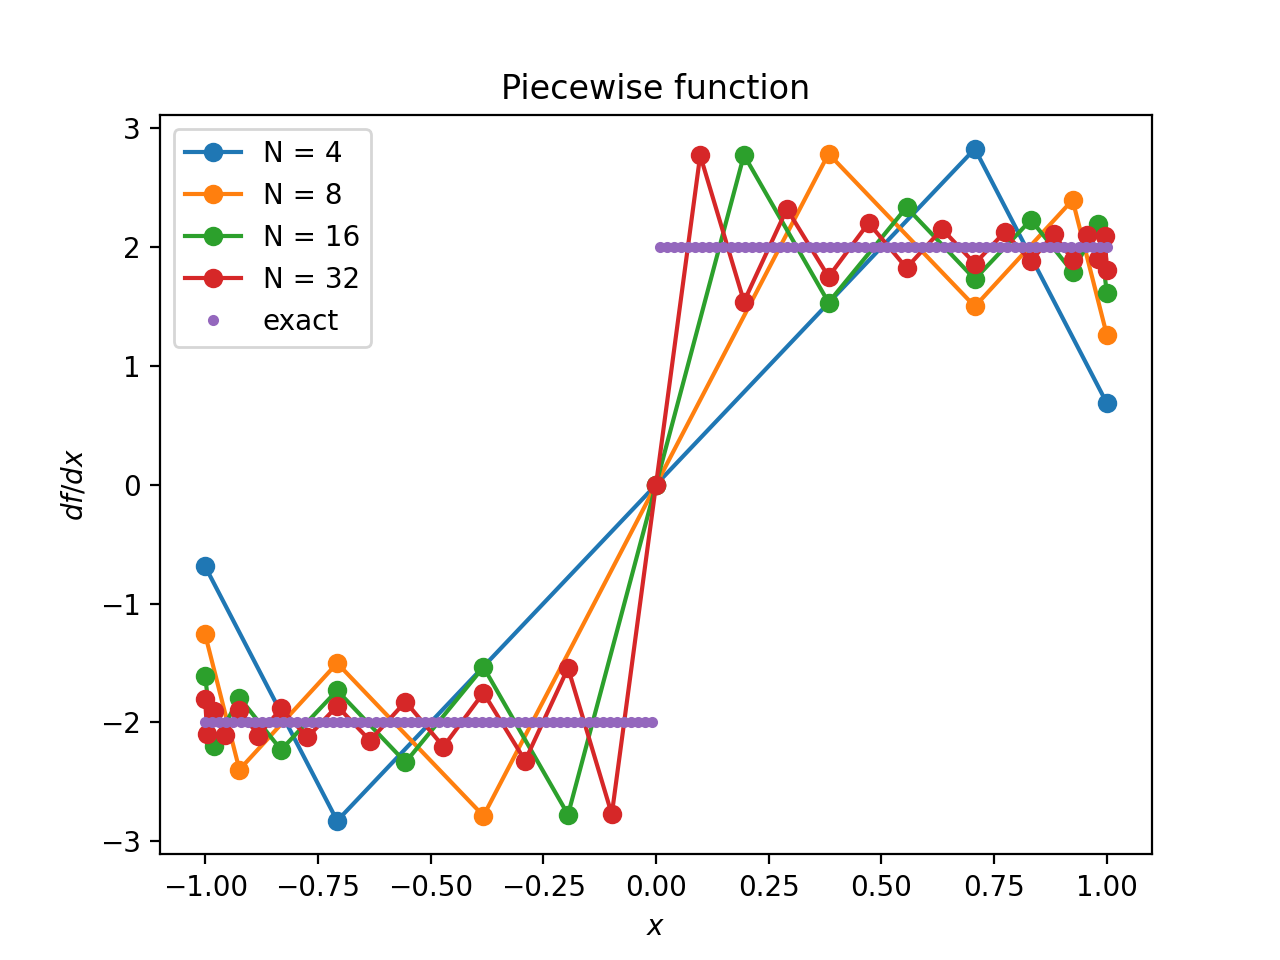 Piecewise function
N = 4
N = 8
N = 16
N = 32
exact
3
2
1
0
−1
−2
−3
df/dx
−1.00 −0.75 −0.50 −0.25 0.00 0.25 0.50 0.75 1.00
x